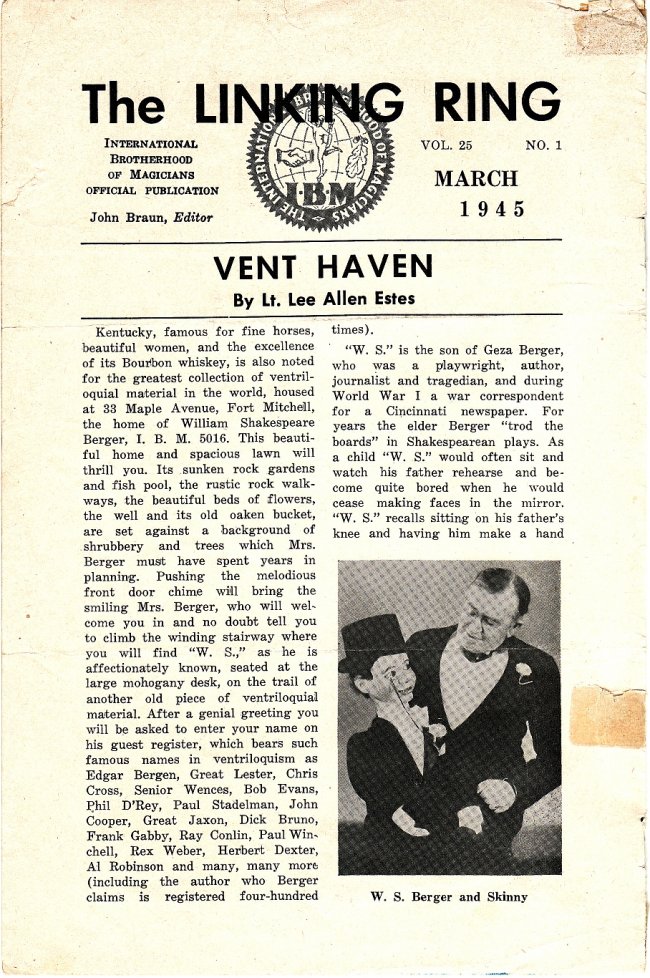 The LINKING RING
INTERNATIONAL
BROTHERHOOD
OF MAGICIANS
OFFICIAL PUBLICATION
John Braun, Editor
THE INTERNATIONAL BROTHERHOOD OF MAGICIANS
I·B·M
VOL. 25 NO. 1
MARCH
1945
VENT HAVEN
By Lt. Lee Allen Estes
Kentucky, famous for fine horses,
beautiful women, and the excellence
of its Bourbon whiskey, is also noted
for the greatest collection of ventril-
oquial material in the world, housed
at 33 Maple Avenue, Fort Mitchell,
the home of William Shakespeare
Berger, I. B. M. 5016. This beauti-
ful home and spacious lawn will
thrill you. Its sunken rock gardens
and fish pool, the rustic rock walk-
ways, the beautiful beds of flowers,
the well and its old oaken bucket,
are set against a background of
shrubbery and trees which Mrs.
Berger must have spent years in
planning. Pushing the melodious
front door chime will bring the
smiling Mrs. Berger, who will wel-
come you in and no doubt tell you
to climb the winding stairway where
you will find "W. S.," as he is
affectionately known, seated at the
large mohogany desk, on the trail of
another old piece of ventriloquial
material. After a genial greeting you
will be asked to enter your name on
his guest register, which bears such
famous names in ventriloquism as
Edgar Bergen, Great Lester, Chris
Cross, Senior Wences, Bob Evans,
Phil D'Rey, Paul Stadelman, John
Cooper, Great Jaxon, Dick Bruno,
Frank Gabby, Ray Conlin, Paul Win-
chell, Rex Weber, Herbert Dexter,
Al Robinson and many, many more
(including the author who Berger
claims is registered four-hundred
times).
"W. S." is the son of Geza Berger,
who was a playwright, author,
journalist and tragedian, and during
World War I a war correspondent
for a Cincinnati newspaper. For
years the elder Berger "trod the
boards" in Shakespearean plays. As
a child "W. S." would often sit and
watch his father rehearse and be-
come quite bored when he would
cease making faces in the mirror.
"W. S." recalls sitting on his father's
knee and having him make a hand
W. S. Berger and Skinny